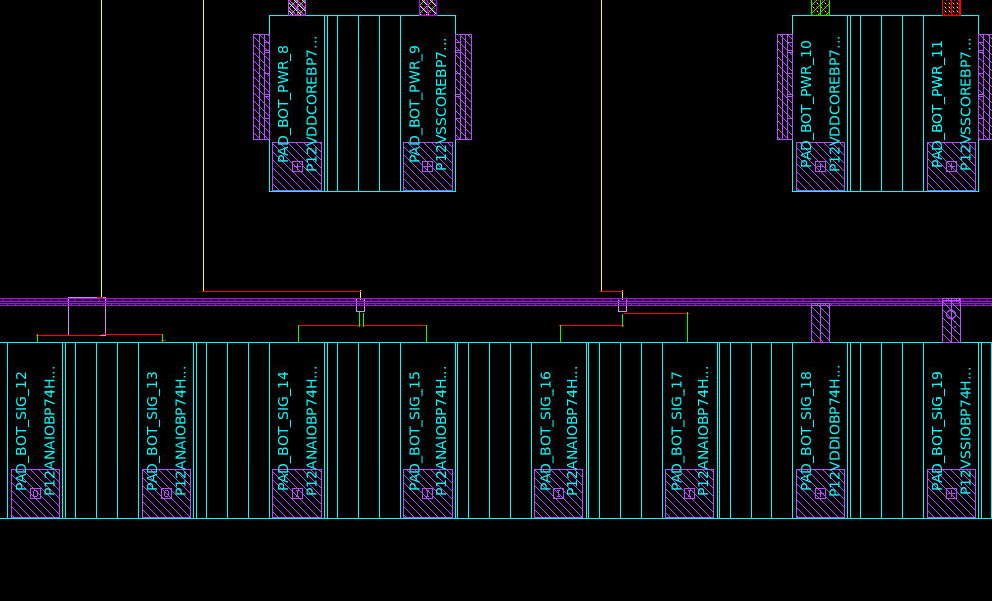 PAD_BOT_PWR_8
P12VDDCOREBP7...
PAD_BOT_PWR_9
P12VSSCOREBP7...
PAD_BOT_PWR_10
P12VDDCOREBP7...
PAD_BOT_PWR_11
P12VSSCOREBP7...
PAD_BOT_SIG_12
P12ANAIOBP74H...
PAD_BOT_SIG_13
P12ANAIOBP74H...
PAD_BOT_SIG_14
P12ANAIOBP74H...
PAD_BOT_SIG_15
P12ANAIOBP74H...
PAD_BOT_SIG_16
P12ANAIOBP74H...
PAD_BOT_SIG_17
P12ANAIOBP74H...
PAD_BOT_SIG_18
P12VDDIOBP74H...
PAD_BOT_SIG_19
P12VSSIOBP74H...